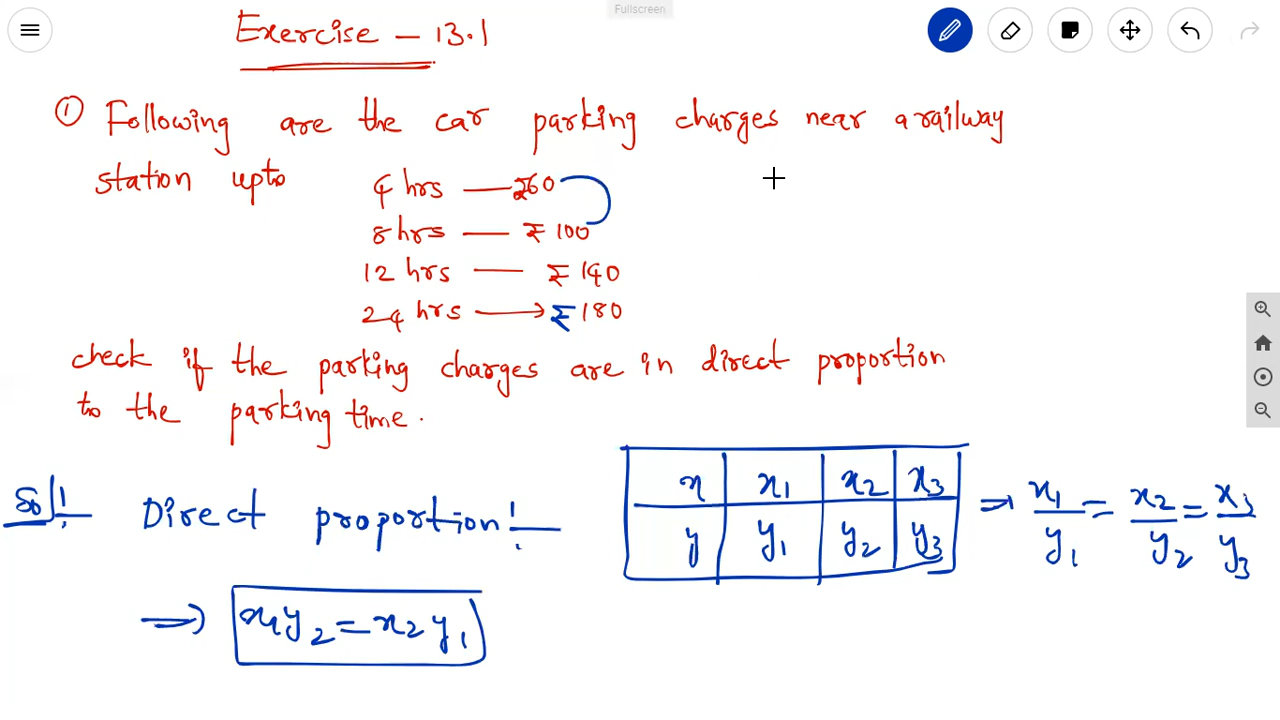 Fullscreen
Exercise – 13.1
① Following are the car parking charges near a railway
station upto 4 hrs — ₹60
8 hrs — ₹ 100
12 hrs — ₹ 140
24 hrs → ₹ 180
check if the parking charges are in direct proportion
to the parking time.
Sol! Direct proportion!
x x1 x2 x3
y y1 y2 y3
⇒ x1/y1 = x2/y2 = x3/y3
⇒ x1y2 = x2y1